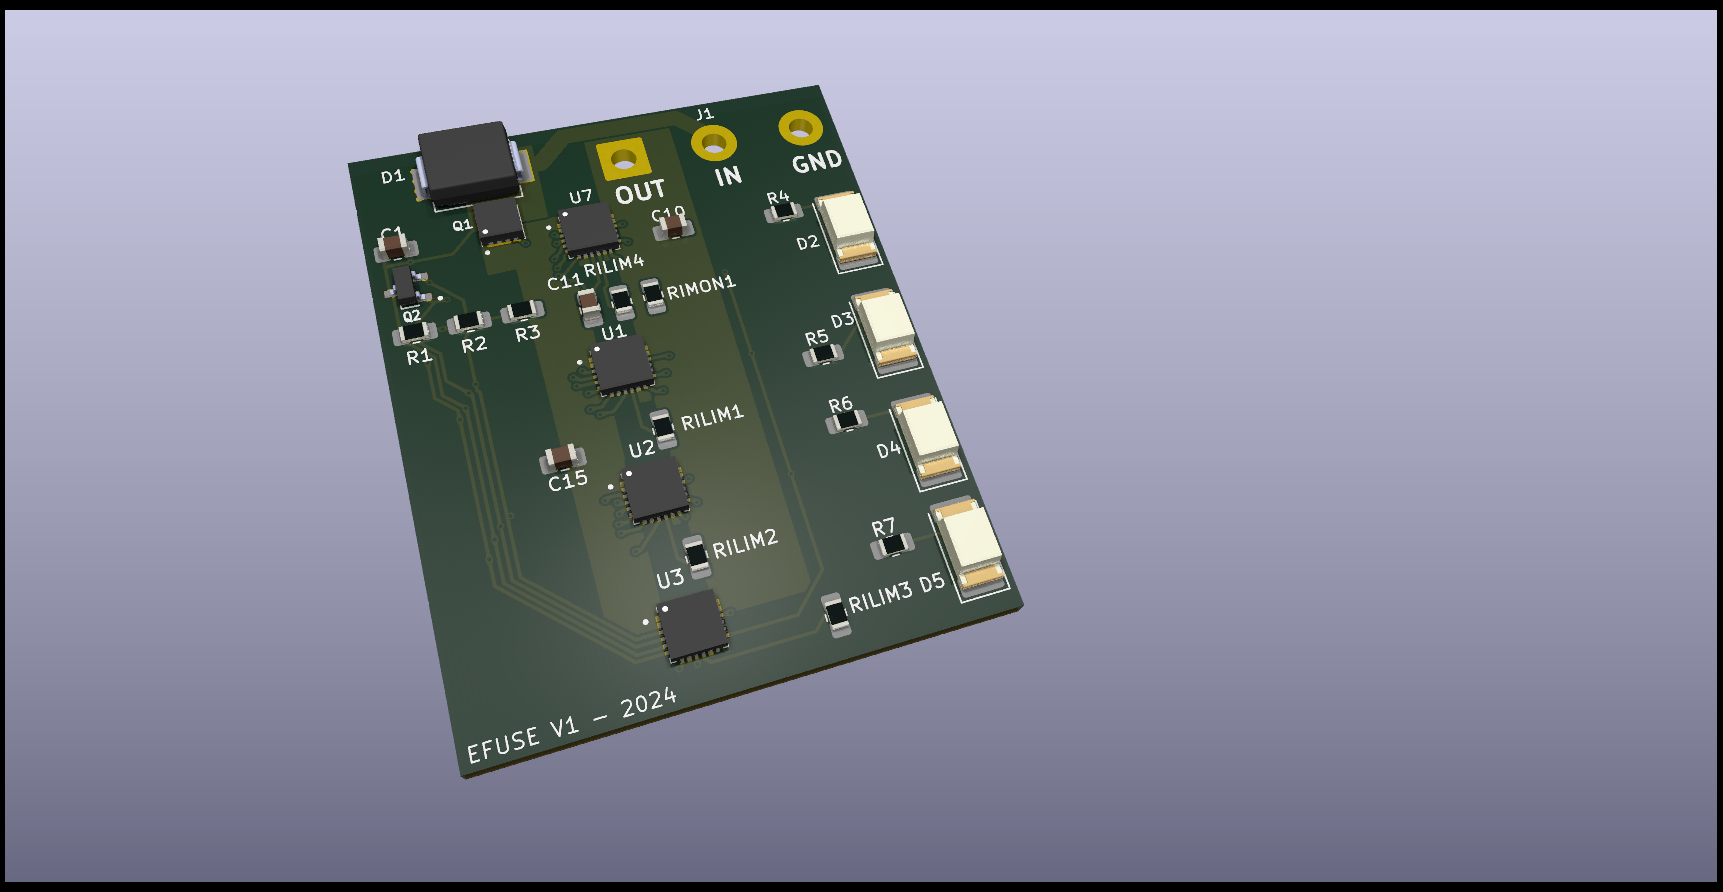 J1
D1
OUT
IN
GND
U7
R4
C1
Q1
C10
D2
RILIM4
C11
RIMON1
Q2
D3
U1
R1
R2
R3
R5
R6
RILIM1
U2
D4
C15
R7
RILIM2
U3
RILIM3
D5
EFUSE V1 - 2024